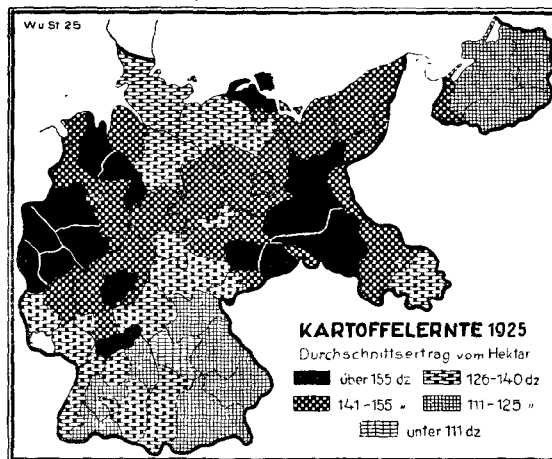 Wu St 25
KARTOFFELERNTE 1925
Durchschnittsertrag vom Hektar
über 155 dz 126-140 dz
141-155 „ 111-125 „
unter 111 dz